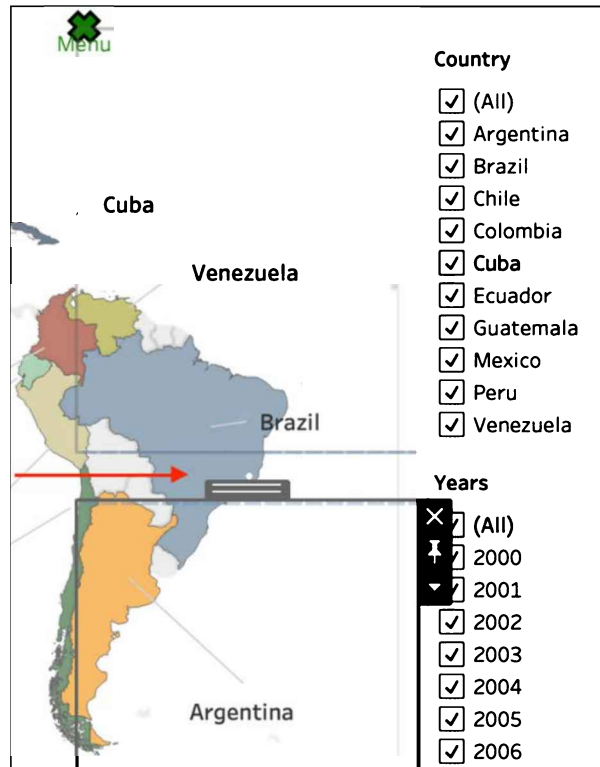 Menu
Cuba
Venezuela
Brazil
Argentina
Country
(All)
Argentina
Brazil
Chile
Colombia
Cuba
Ecuador
Guatemala
Mexico
Peru
Venezuela
Years
(All)
2000
2001
2002
2003
2004
2005
2006